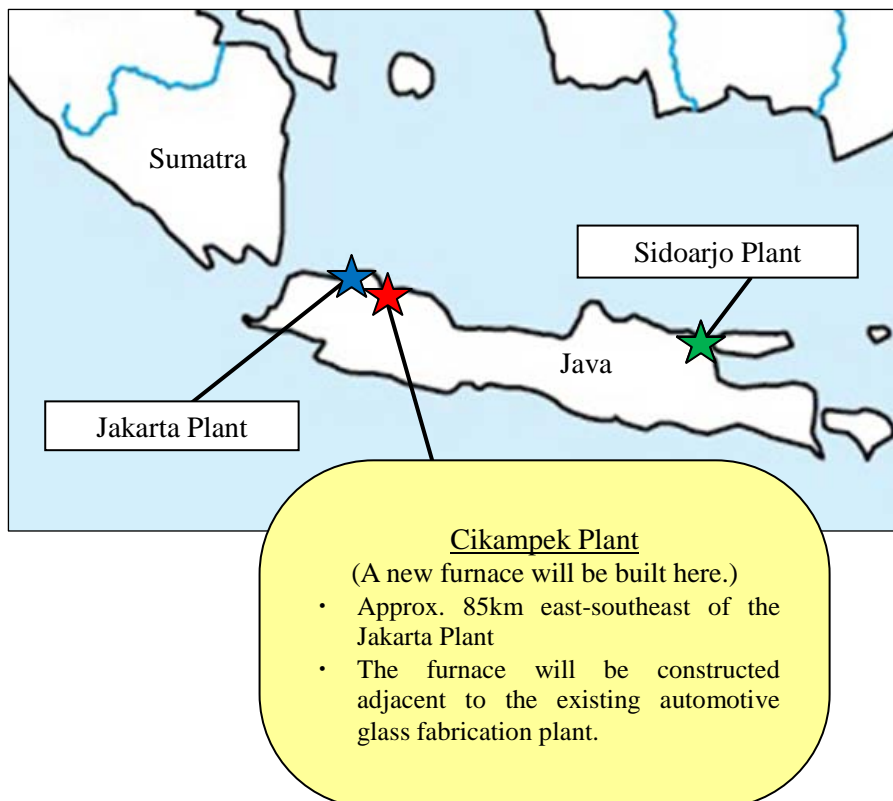 Sumatra
Sidoarjo Plant
Java
Jakarta Plant
Cikampek Plant
(A new furnace will be built here.)
・ Approx. 85km east-southeast of the
Jakarta Plant
・ The furnace will be constructed
adjacent to the existing automotive
glass fabrication plant.